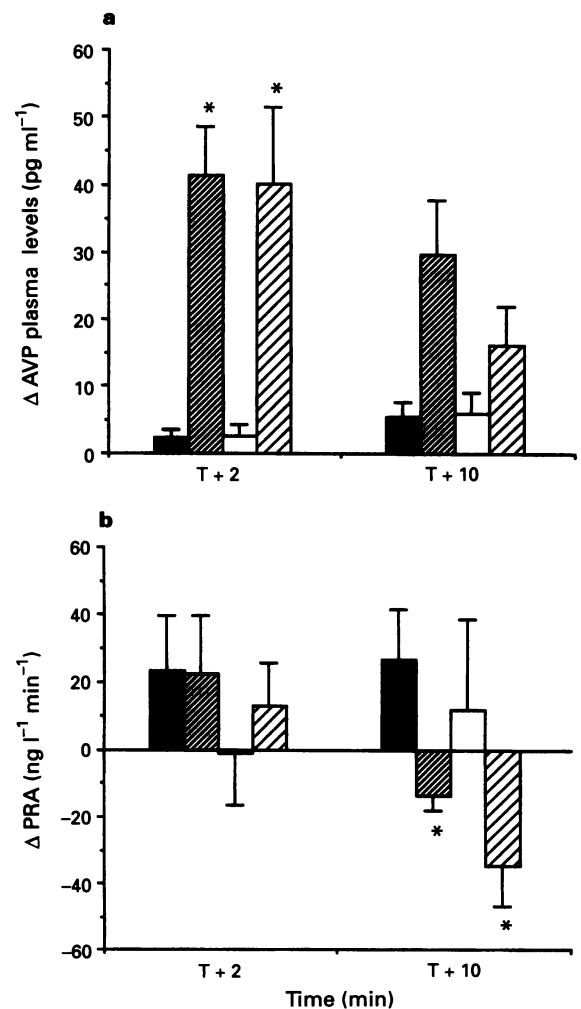 a
60
50
40
30
20
10
0
Δ AVP plasma levels (pg ml⁻¹)
*
*
T + 2
T + 10
b
60
40
20
0
−20
−40
−60
Δ PRA (ng l⁻¹ min⁻¹)
*
*
T + 2
T + 10
Time (min)